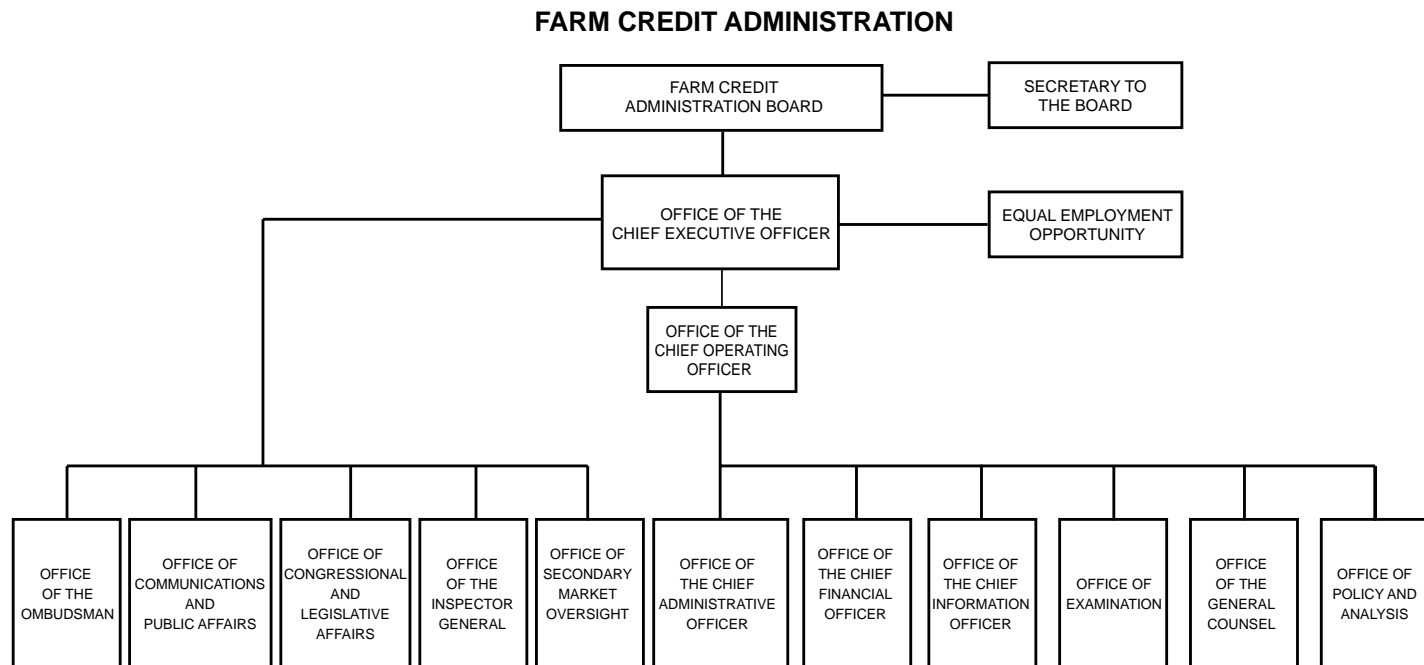 FARM CREDIT ADMINISTRATION
FARM CREDIT
ADMINISTRATION BOARD
SECRETARY TO
THE BOARD
OFFICE OF THE
CHIEF EXECUTIVE OFFICER
EQUAL EMPLOYMENT
OPPORTUNITY
OFFICE OF THE
CHIEF OPERATING
OFFICER
OFFICE
OF THE
OMBUDSMAN
OFFICE OF
COMMUNICATIONS
AND
PUBLIC AFFAIRS
OFFICE OF
CONGRESSIONAL
AND
LEGISLATIVE
AFFAIRS
OFFICE
OF THE
INSPECTOR
GENERAL
OFFICE OF
SECONDARY
MARKET
OVERSIGHT
OFFICE OF
THE CHIEF
ADMINISTRATIVE
OFFICER
OFFICE OF
THE CHIEF
FINANCIAL
OFFICER
OFFICE OF
THE CHIEF
INFORMATION
OFFICER
OFFICE OF
EXAMINATION
OFFICE
OF THE
GENERAL
COUNSEL
OFFICE OF
POLICY AND
ANALYSIS